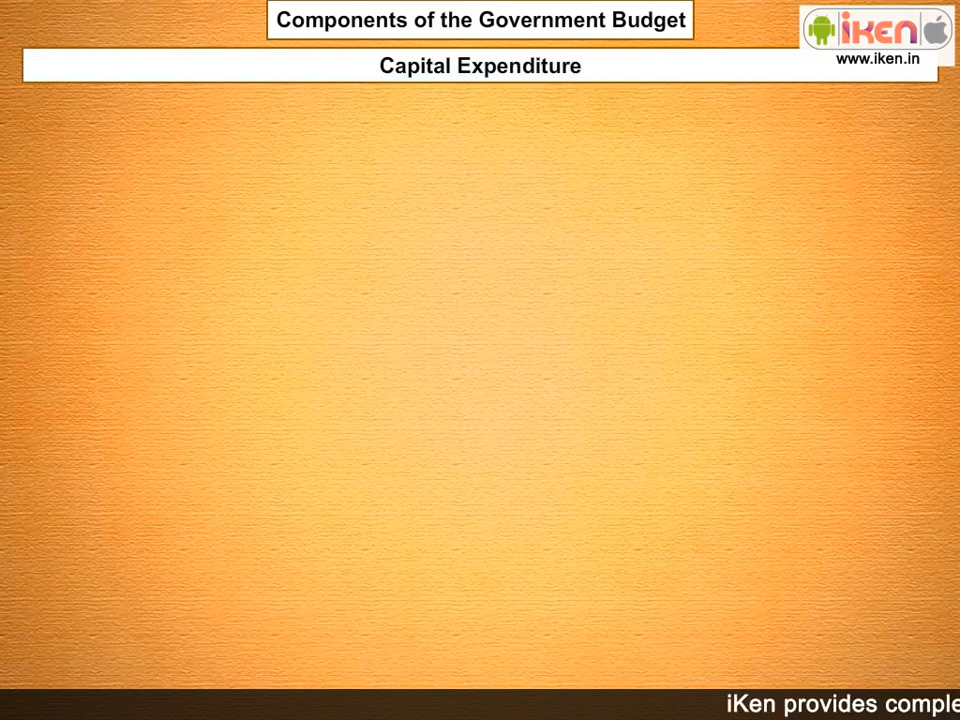 Components of the Government Budget
iKEN
www.iken.in
Capital Expenditure
iKen provides comple